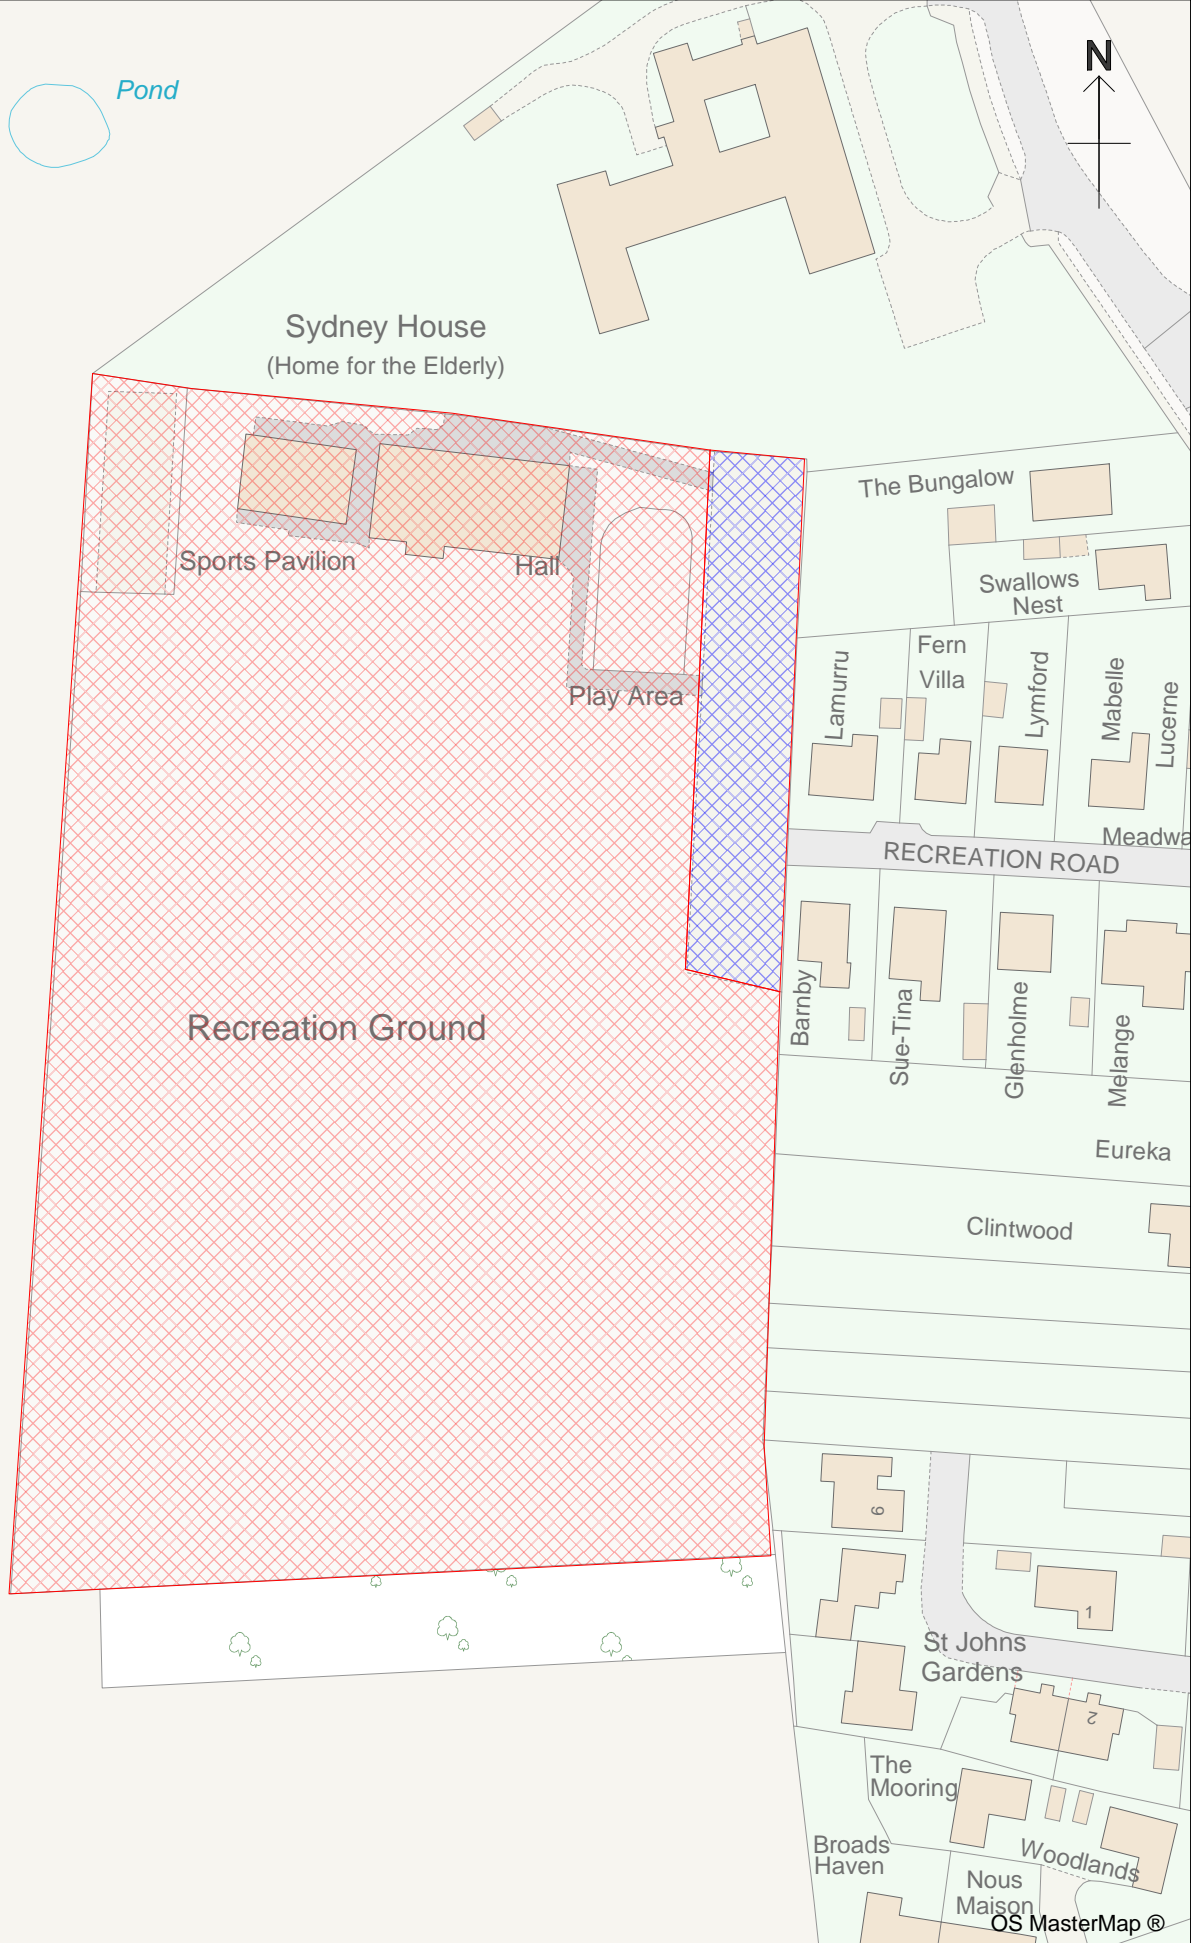 N
Pond
Sydney House
(Home for the Elderly)
The Bungalow
Sports Pavilion
Hall
Swallows
Nest
Fern
Villa
Lamurru
Lymford
Mabelle
Lucerne
Play Area
Meadwa
RECREATION ROAD
Recreation Ground
Barnby
Sue-Tina
Glenholme
Melange
Eureka
Clintwood
9
1
St Johns
Gardens
2
The
Mooring
Broads
Haven
Woodlands
Nous
Maison
OS MasterMap ®